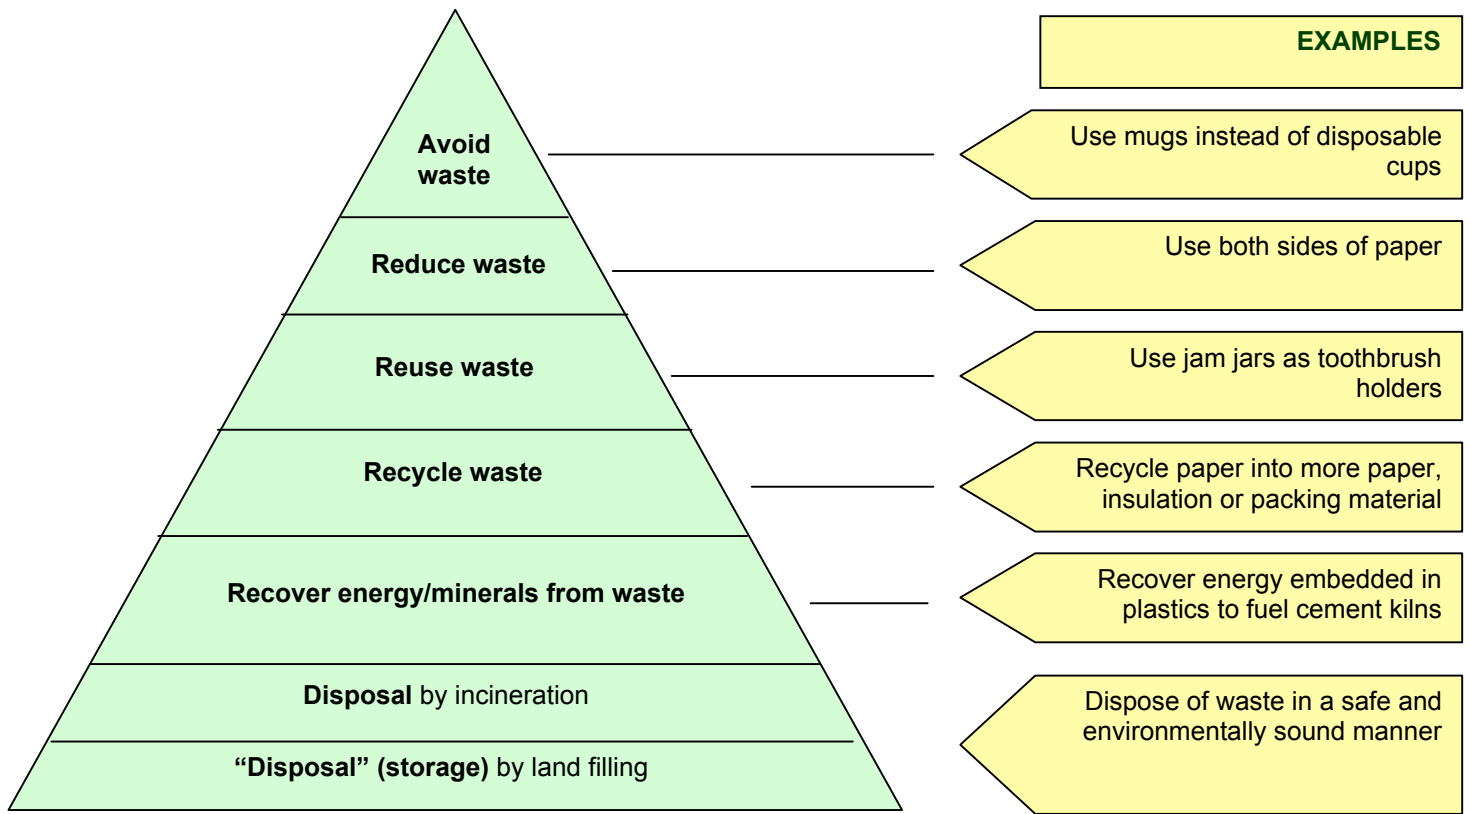 EXAMPLES
Avoid
waste
Use mugs instead of disposable
cups
Reduce waste
Use both sides of paper
Reuse waste
Use jam jars as toothbrush
holders
Recycle waste
Recycle paper into more paper,
insulation or packing material
Recover energy/minerals from waste
Recover energy embedded in
plastics to fuel cement kilns
Disposal by incineration
Dispose of waste in a safe and
environmentally sound manner
“Disposal” (storage) by land filling